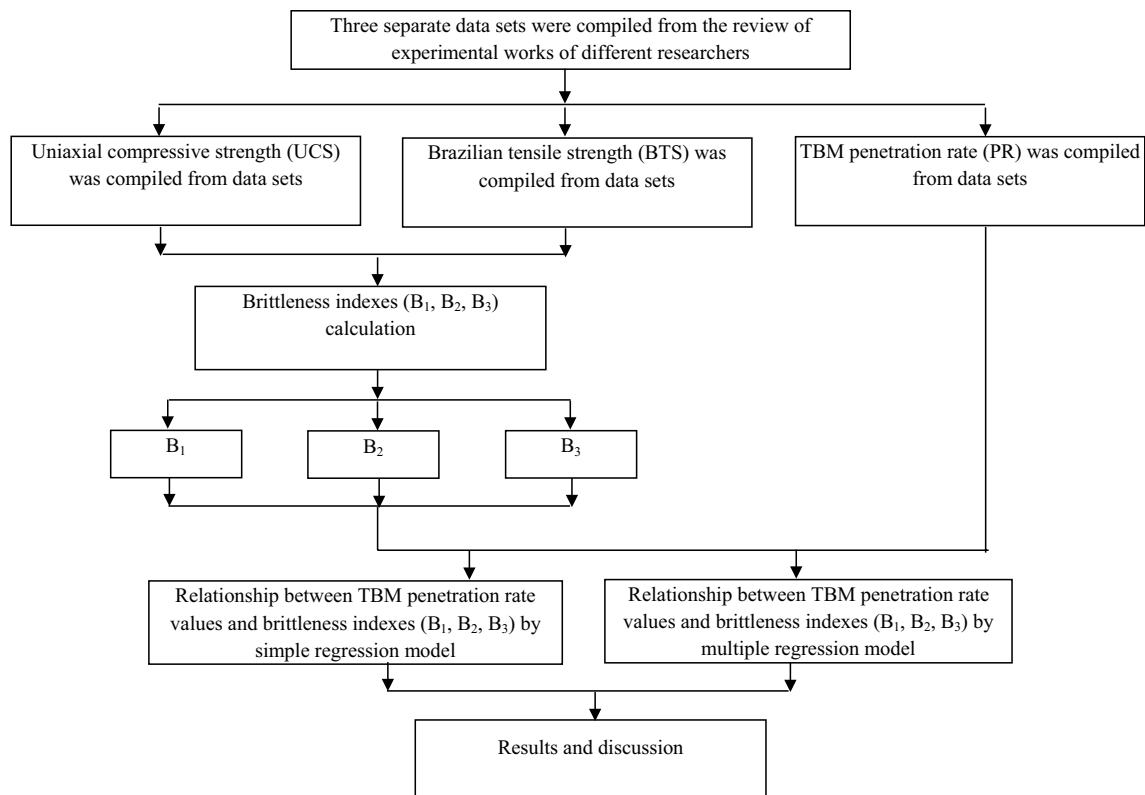 Three separate data sets were compiled from the review of
experimental works of different researchers
Uniaxial compressive strength (UCS)
was compiled from data sets
Brazilian tensile strength (BTS) was
compiled from data sets
TBM penetration rate (PR) was compiled
from data sets
Brittleness indexes (B₁, B₂, B₃)
calculation
B₁
B₂
B₃
Relationship between TBM penetration rate
values and brittleness indexes (B₁, B₂, B₃) by
simple regression model
Relationship between TBM penetration rate
values and brittleness indexes (B₁, B₂, B₃) by
multiple regression model
Results and discussion